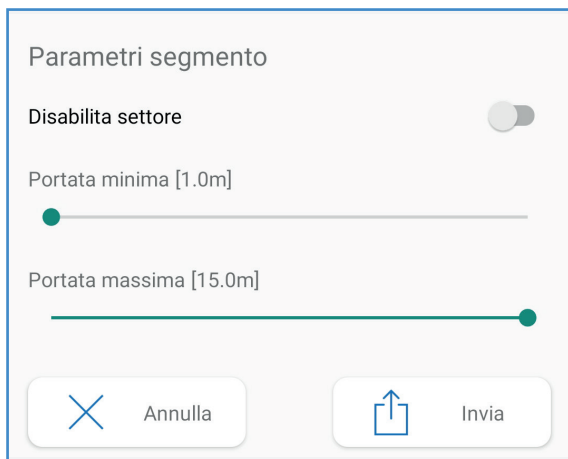 Parametri segmento
Disabilita settore
Portata minima [1.0m]
Portata massima [15.0m]
Annulla
Invia